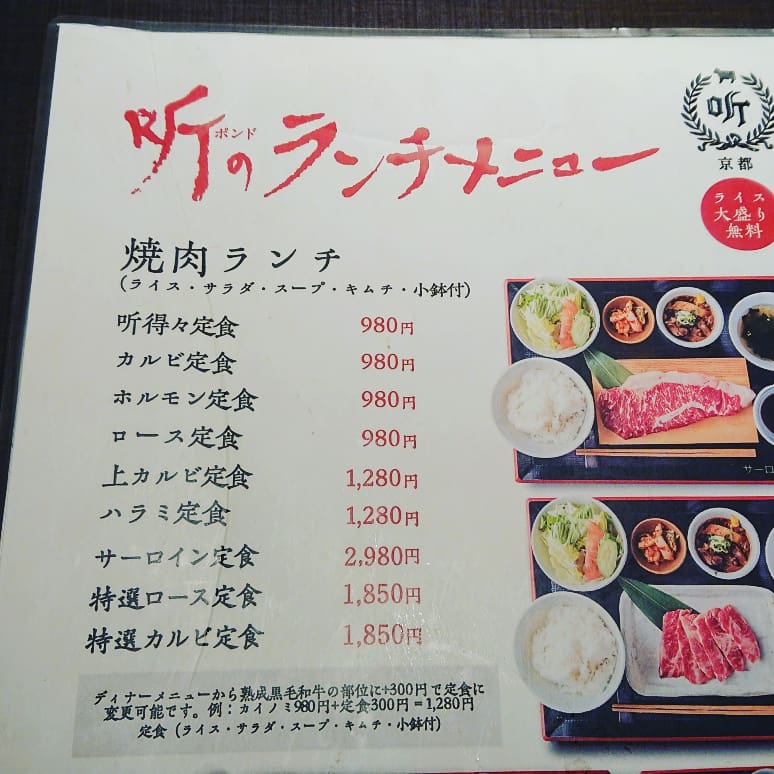 听のランチメニュー
ポンド
听
京都
ライス
大盛り
無料
焼肉ランチ
(ライス・サラダ・スープ・キムチ・小鉢付)
听得々定食 980円
カルビ定食 980円
ホルモン定食 980円
ロース定食 980円
上カルビ定食 1,280円
ハラミ定食 1,280円
サーロイン定食 2,980円
特選ロース定食 1,850円
特選カルビ定食 1,850円
サーロ
ディナーメニューから熟成黒毛和牛の部位に+300円で定食に
変更可能です。例:カイノミ980円+定食300円=1,280円
定食(ライス・サラダ・スープ・キムチ・小鉢付)